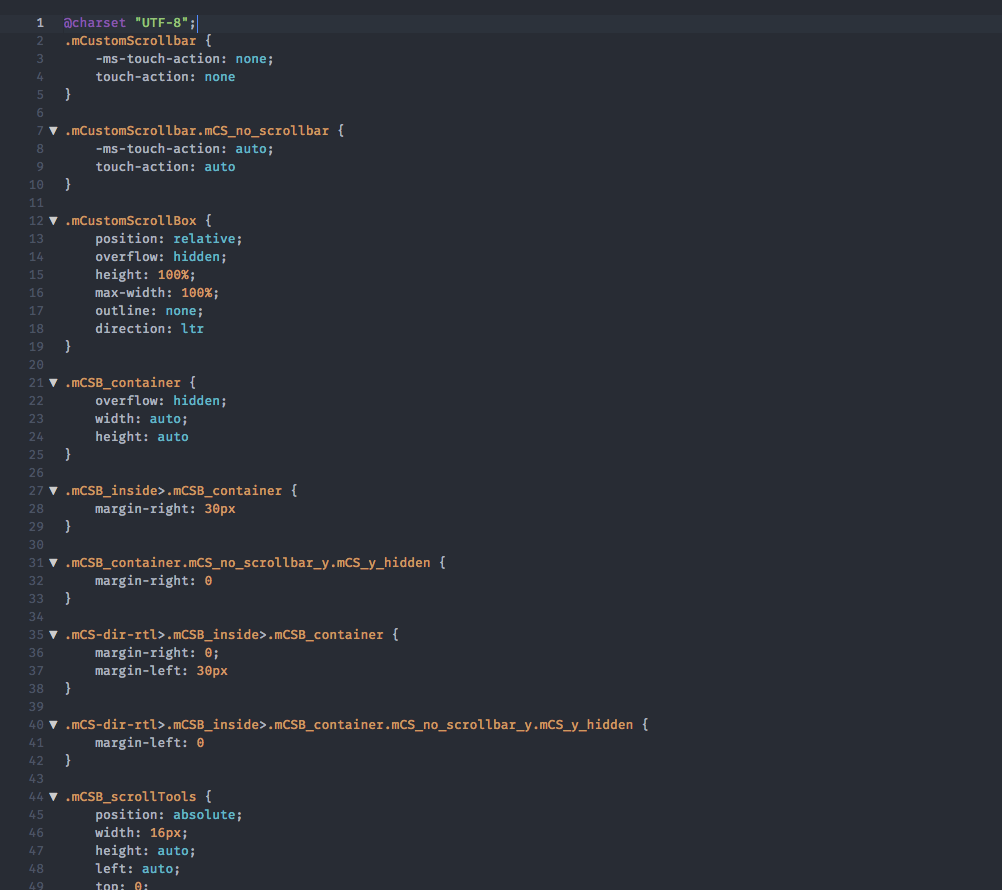 1 @charset "UTF-8";
2 .mCustomScrollbar {
3 -ms-touch-action: none;
4 touch-action: none
5 }
6
7 ▼ .mCustomScrollbar.mCS_no_scrollbar {
8 -ms-touch-action: auto;
9 touch-action: auto
10 }
11
12 ▼ .mCustomScrollBox {
13 position: relative;
14 overflow: hidden;
15 height: 100%;
16 max-width: 100%;
17 outline: none;
18 direction: ltr
19 }
20
21 ▼ .mCSB_container {
22 overflow: hidden;
23 width: auto;
24 height: auto
25 }
26
27 ▼ .mCSB_inside>.mCSB_container {
28 margin-right: 30px
29 }
30
31 ▼ .mCSB_container.mCS_no_scrollbar_y.mCS_y_hidden {
32 margin-right: 0
33 }
34
35 ▼ .mCS-dir-rtl>.mCSB_inside>.mCSB_container {
36 margin-right: 0;
37 margin-left: 30px
38 }
39
40 ▼ .mCS-dir-rtl>.mCSB_inside>.mCSB_container.mCS_no_scrollbar_y.mCS_y_hidden {
41 margin-left: 0
42 }
43
44 ▼ .mCSB_scrollTools {
45 position: absolute;
46 width: 16px;
47 height: auto;
48 left: auto;
49 top: 0;